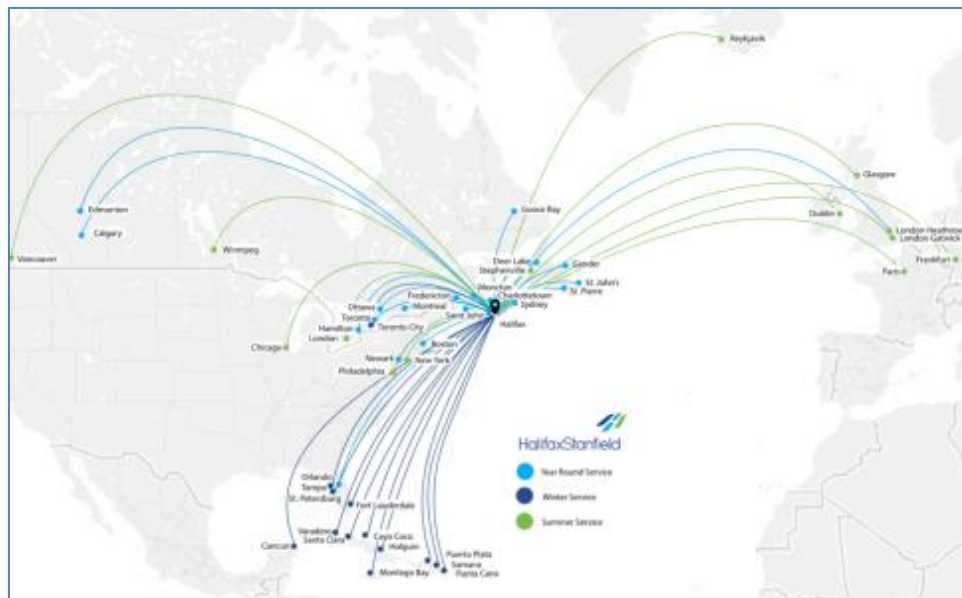 Reykjavik
Glasgow
Edmonton
Goose Bay
Dublin
London Heathrow
Calgary
London Gatwick
Winnipeg
Vancouver
Deer Lake
Gander
Frankfurt
Stephenville
Paris
St. John's
Moncton
St. Pierre
Fredericton
Charlottetown
Ottawa
Montreal
Sydney
Toronto
Saint John
Halifax
Hamilton
Toronto City
London
Boston
Chicago
Newark
New York
Philadelphia
HalifaxStanfield
Year Round Service
Winter Service
Summer Service
Orlando
Tampa
St. Petersburg
Fort Lauderdale
Varadero
Santa Clara
Cayo Coco
Cancun
Holguin
Puerto Plata
Samana
Montego Bay
Punta Cana